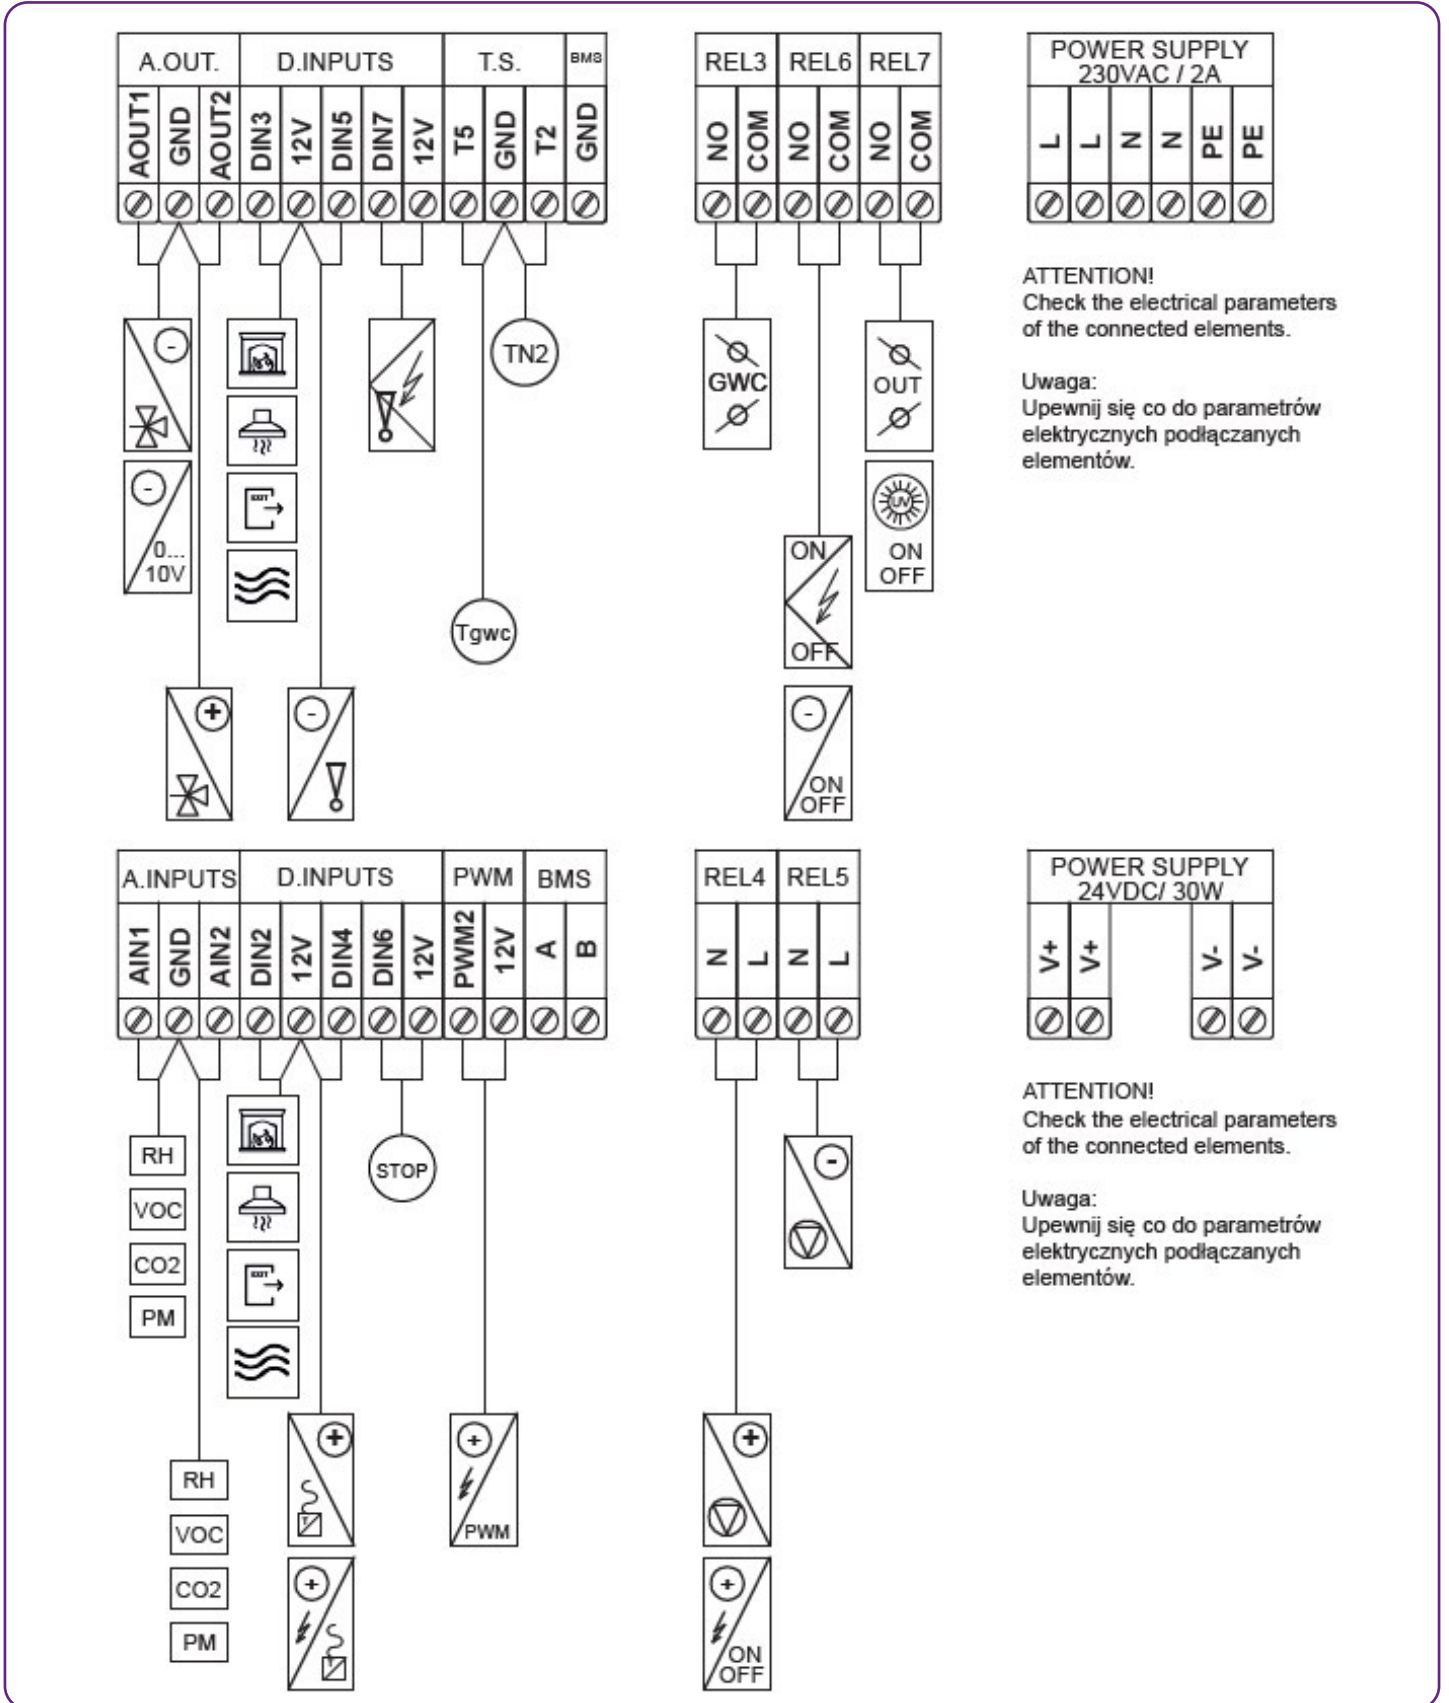 A.OUT. D.INPUTS T.S. BMS
AOUT1 GND AOUT2 DIN3 12V DIN5 DIN7 12V T5 GND T2 GND
REL3 REL6 REL7
NO COM NO COM NO COM
POWER SUPPLY
230VAC / 2A
L L N N PE PE
ATTENTION!
Check the electrical parameters
of the connected elements.
Uwaga:
Upewnij się co do parametrów
elektrycznych podłączanych
elementów.
-
-
0...
10V
EXIT
TN2
Tgwc
+
-
GWC
OUT
UV
ON
OFF
ON
OFF
-
ON
OFF
A.INPUTS D.INPUTS PWM BMS
AIN1 GND AIN2 DIN2 12V DIN4 DIN6 12V PWM2 12V A B
REL4 REL5
N L N L
POWER SUPPLY
24VDC/ 30W
V+ V+ V- V-
ATTENTION!
Check the electrical parameters
of the connected elements.
Uwaga:
Upewnij się co do parametrów
elektrycznych podłączanych
elementów.
RH
VOC
CO2
PM
EXIT
STOP
-
RH
VOC
CO2
PM
+
T
+
T
+
PWM
+
+
ON
OFF